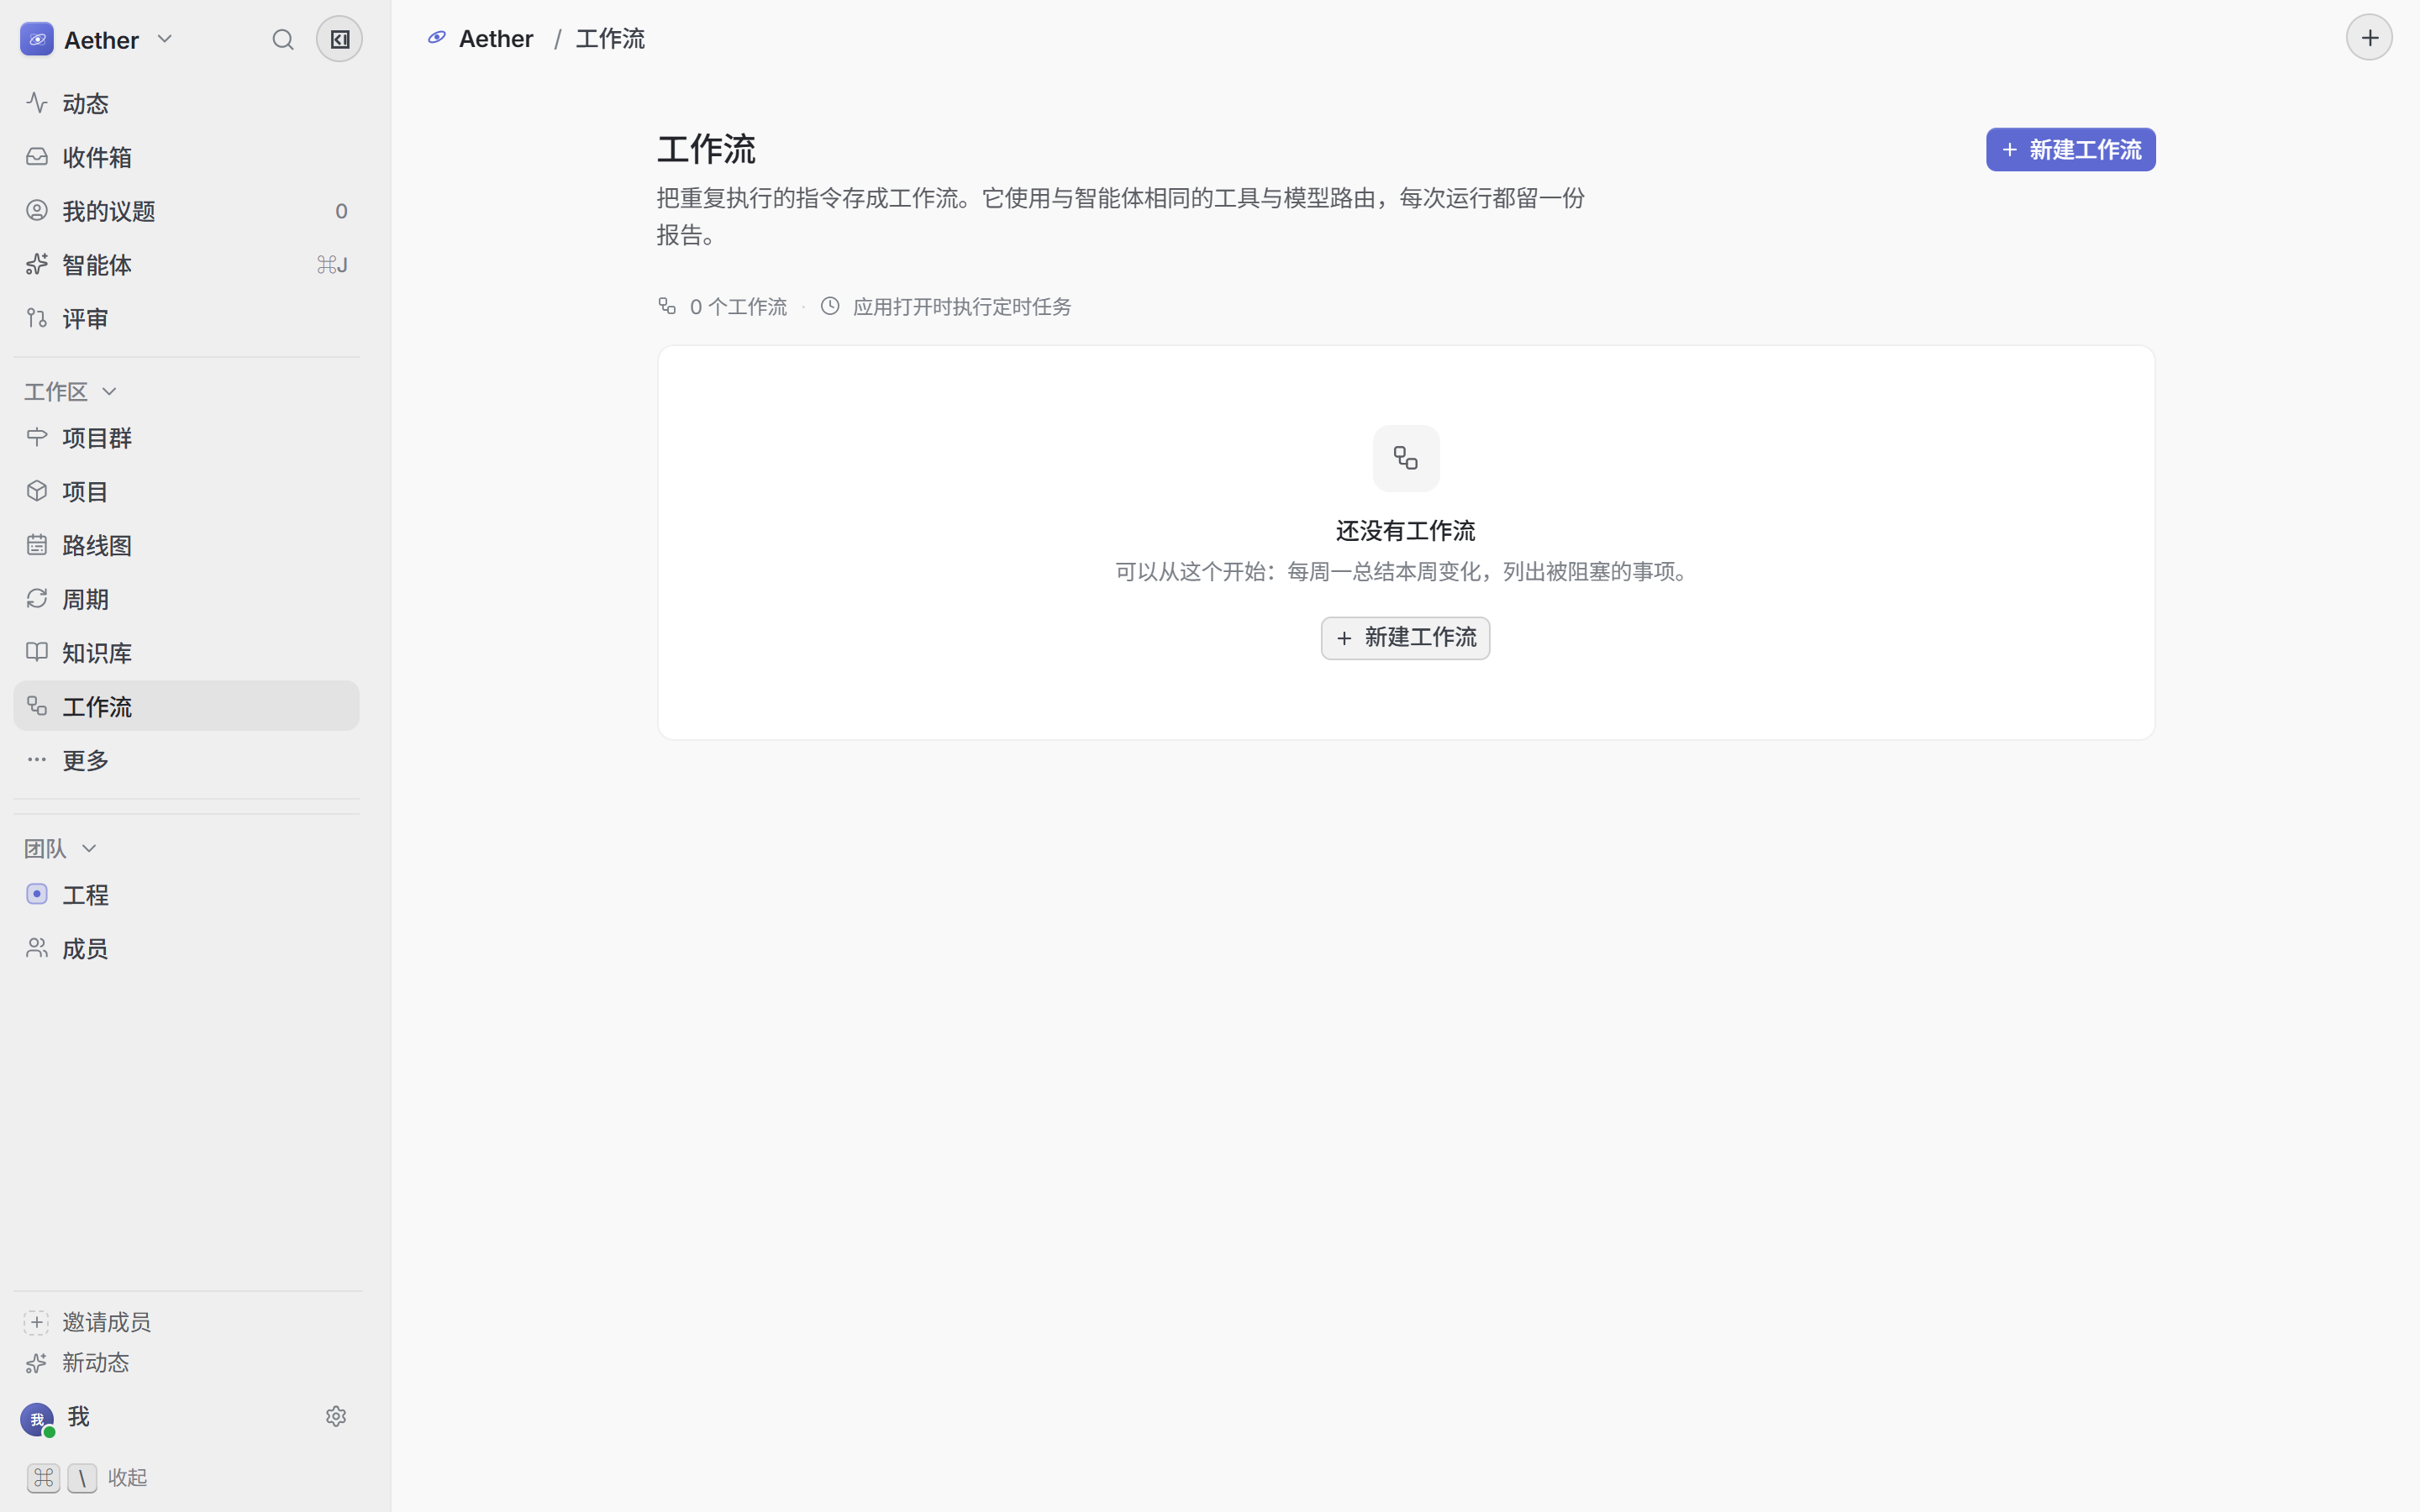 Aether
动态
收件箱
我的议题 0
智能体 ⌘J
评审
工作区
项目群
项目
路线图
周期
知识库
工作流
更多
团队
工程
成员
邀请成员
新动态
我 我
⌘ \ 收起
Aether / 工作流
工作流
新建工作流
把重复执行的指令存成工作流。它使用与智能体相同的工具与模型路由，每次运行都留一份
报告。
0 个工作流 · 应用打开时执行定时任务
还没有工作流
可以从这个开始：每周一总结本周变化，列出被阻塞的事项。
新建工作流